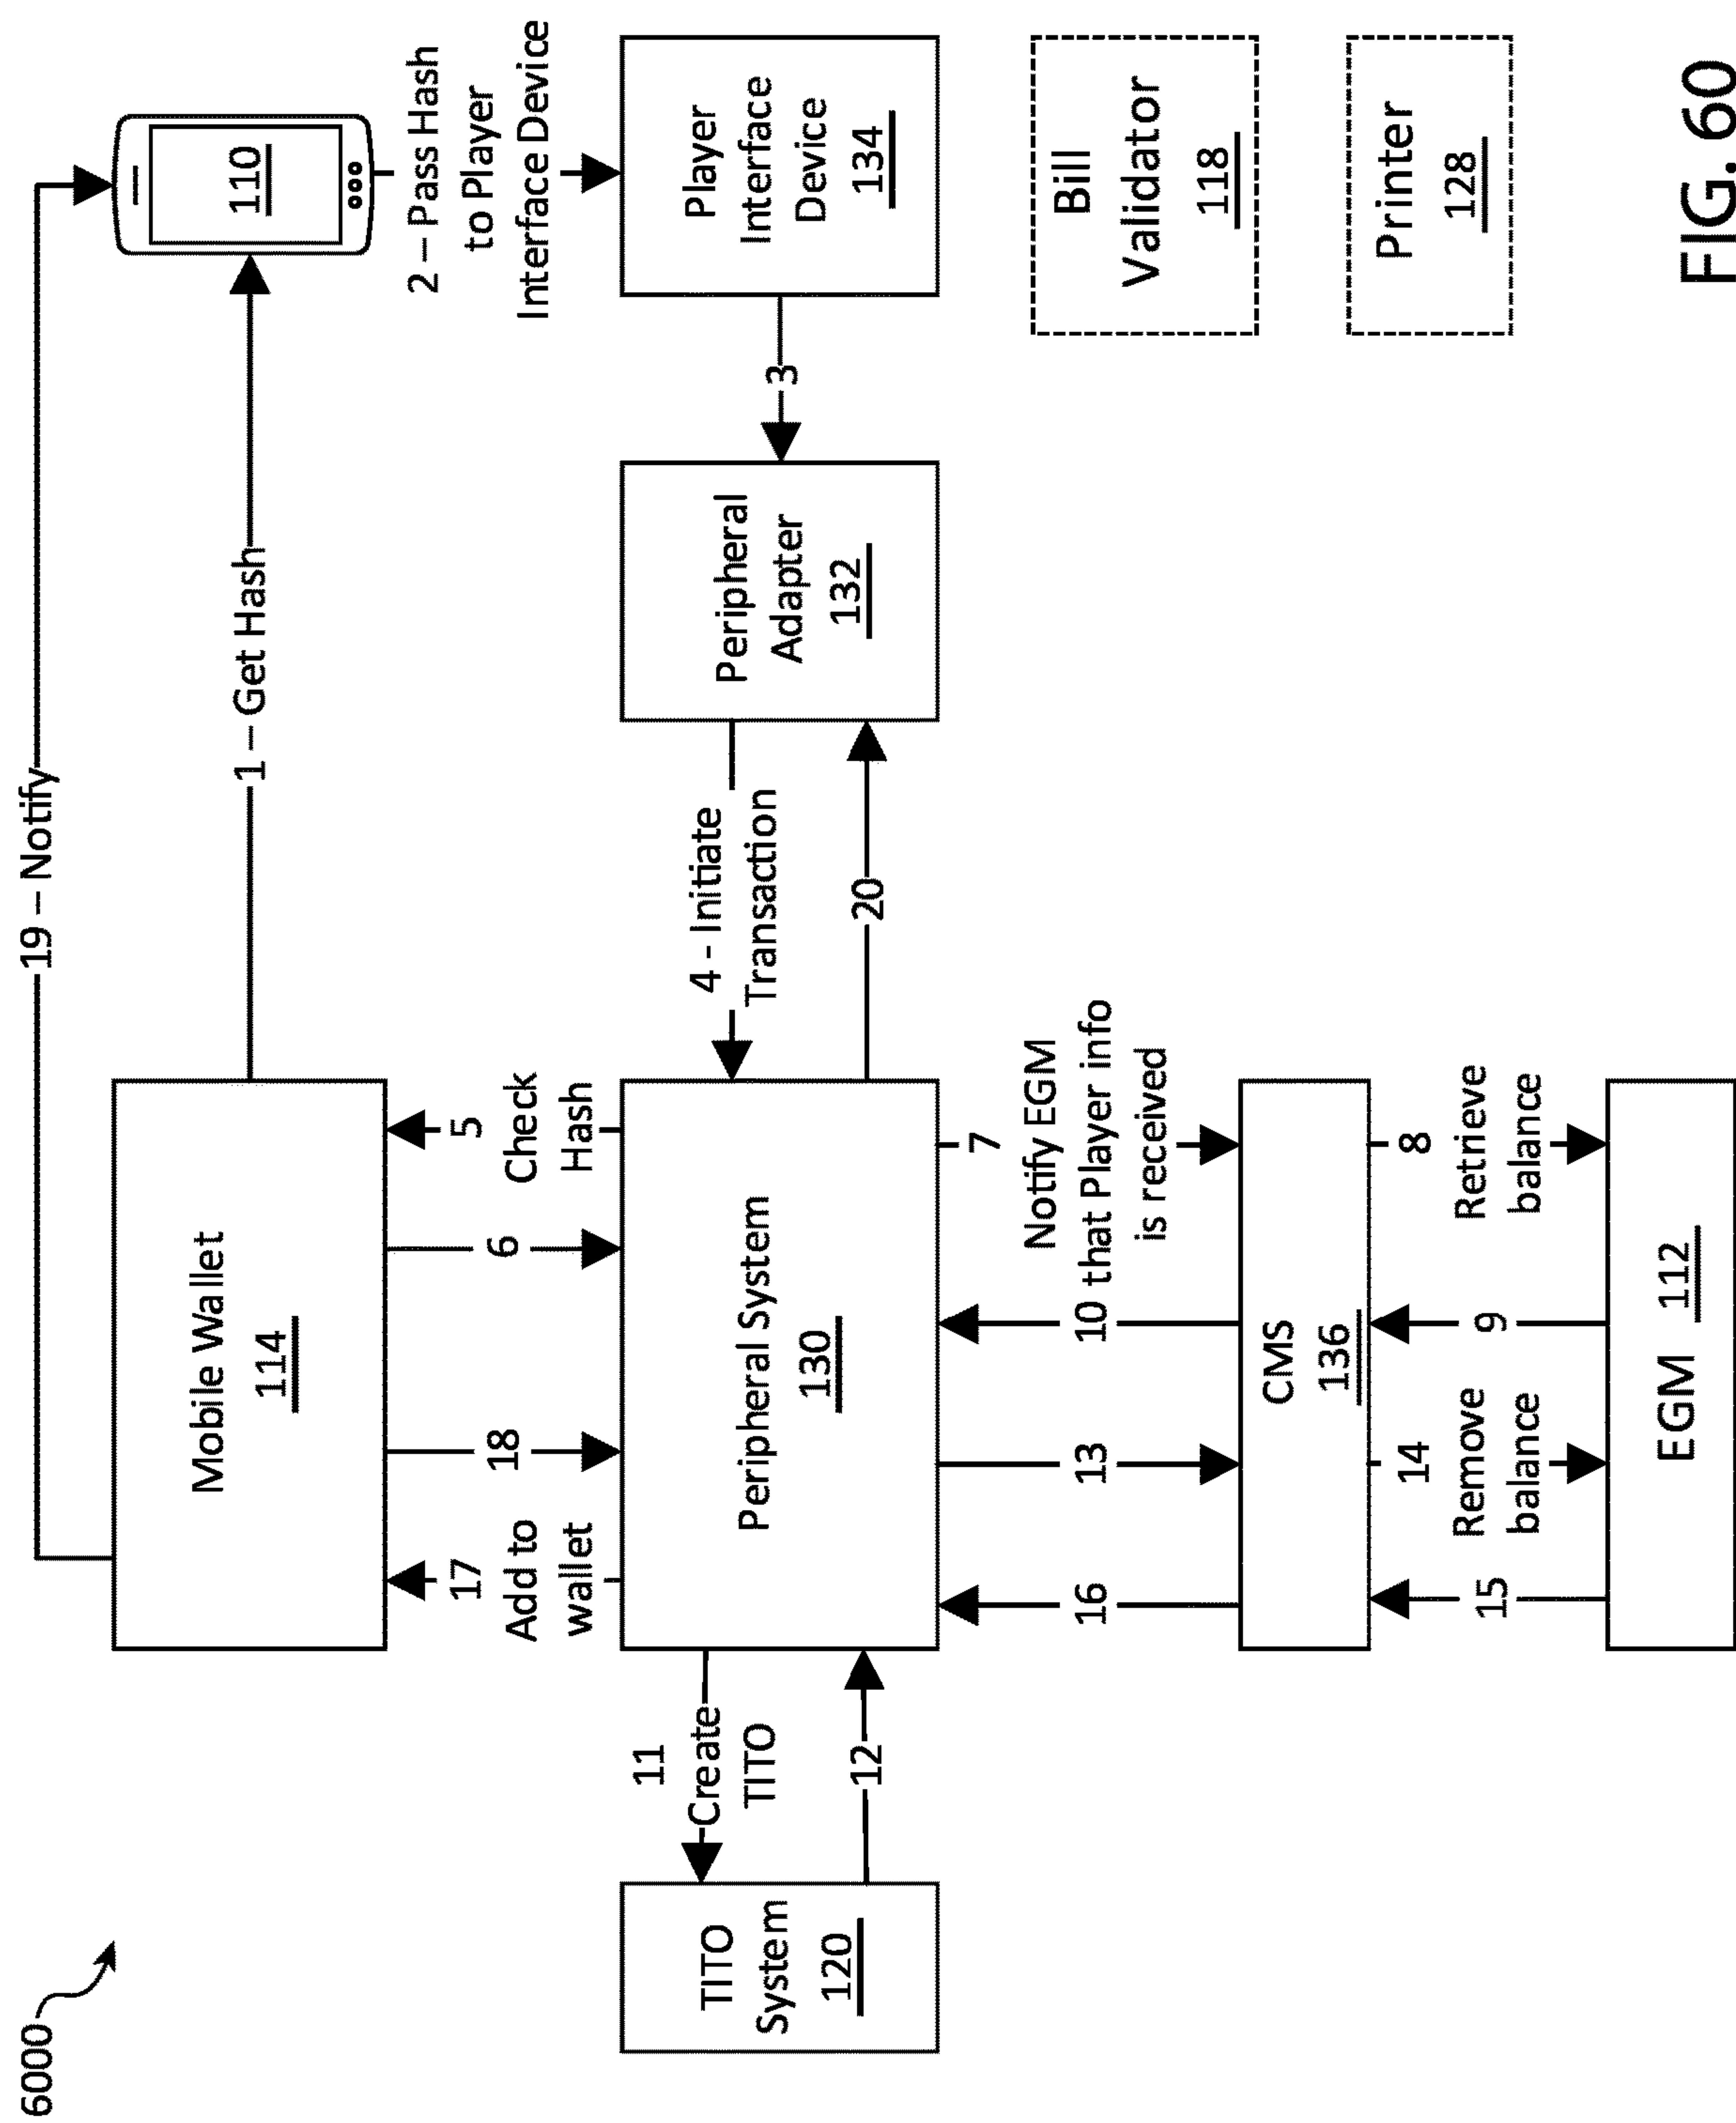 6000
19 – Notify
Mobile Wallet
114
1 – Get Hash
110
17
Add to
wallet
18
6
5
Check
Hash
2 – Pass Hash
to Player
Interface Device
TITO
System
120
11
Create
TITO
12
Peripheral System
130
4 - Initiate
Transaction
20
Peripheral
Adapter
132
3
Player
Interface
Device
134
16
13
10
7
Notify EGM
that Player info
is received
CMS
136
15
14
Remove
balance
9
8
Retrieve
balance
EGM 112
Bill
Validator
118
Printer
128
FIG. 60